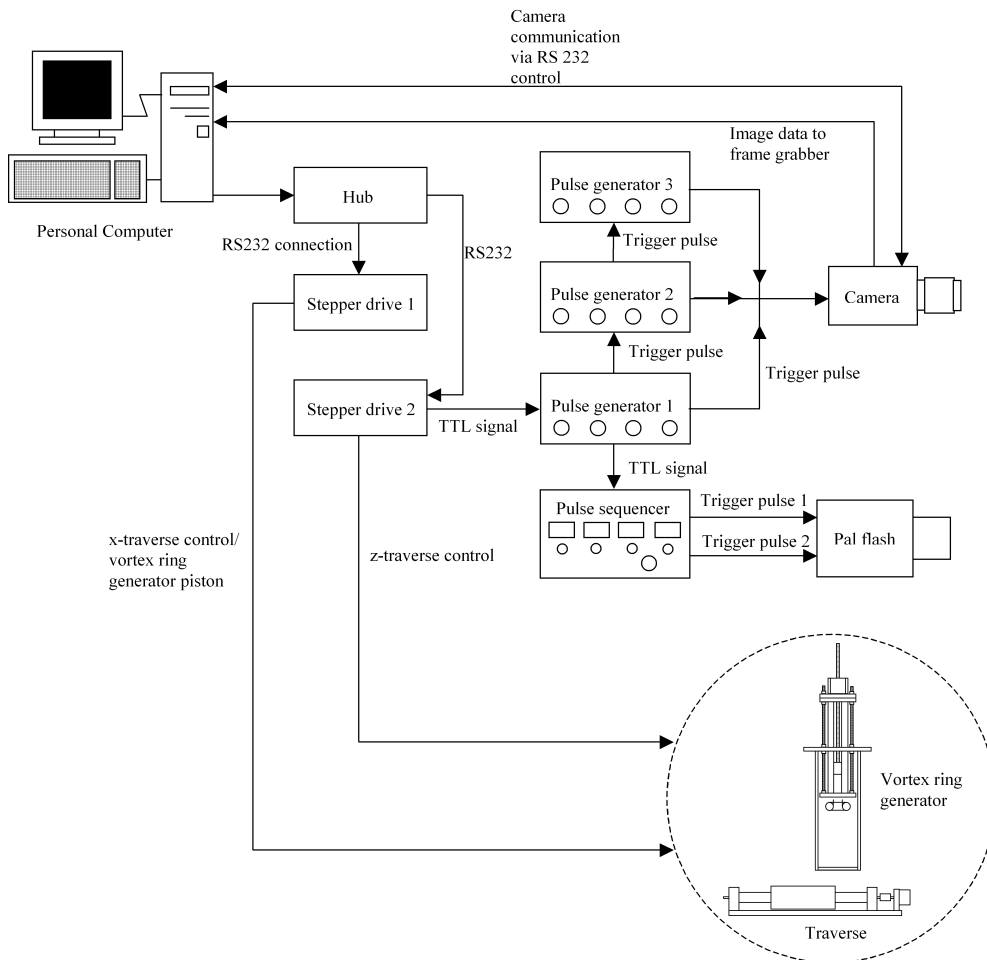 Camera
communication
via RS 232
control
Image data to
frame grabber
Personal Computer
Hub
RS232 connection
RS232
Pulse generator 3
Trigger pulse
Stepper drive 1
Pulse generator 2
Camera
Trigger pulse
Trigger pulse
Stepper drive 2
TTL signal
Pulse generator 1
TTL signal
Pulse sequencer
Trigger pulse 1
Trigger pulse 2
Pal flash
x-traverse control/
vortex ring
generator piston
z-traverse control
Vortex ring
generator
Traverse